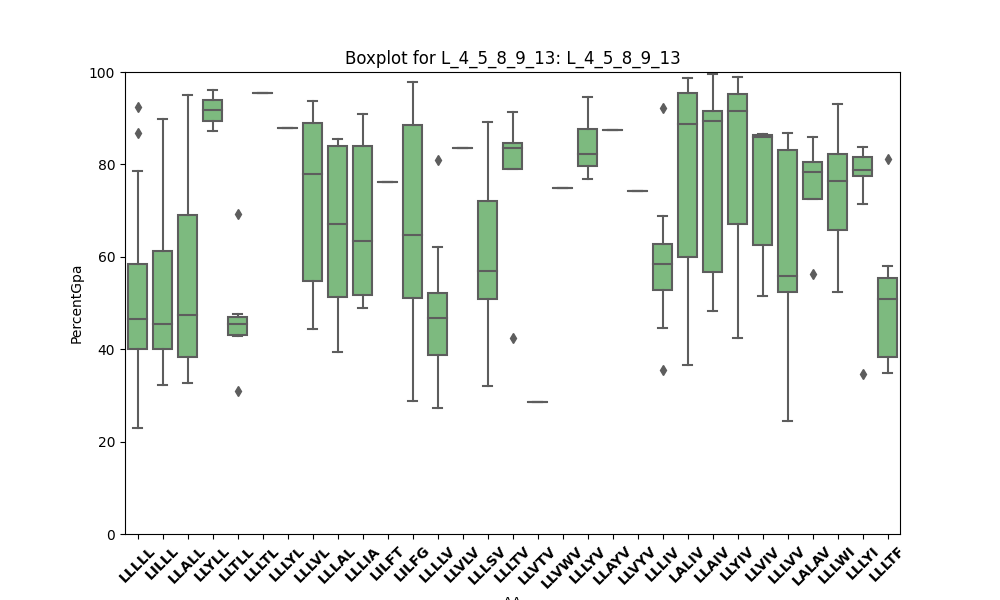 Boxplot for L_4_5_8_9_13: L_4_5_8_9_13
PercentGpa
100
80
60
40
20
0
LLLLL
LILLL
LLALL
LLYLL
LLTLL
LLLTL
LLLYL
LLLVL
LLLAL
LLLIA
LILFT
LILFG
LLLLV
LLVLV
LLLSV
LLLTV
LLVTV
LLVWV
LLLYV
LLAYV
LLVYV
LLLIV
LALIV
LLAIV
LLYIV
LLVIV
LLLVV
LALAV
LLLWI
LLLYI
LLLTF
AA